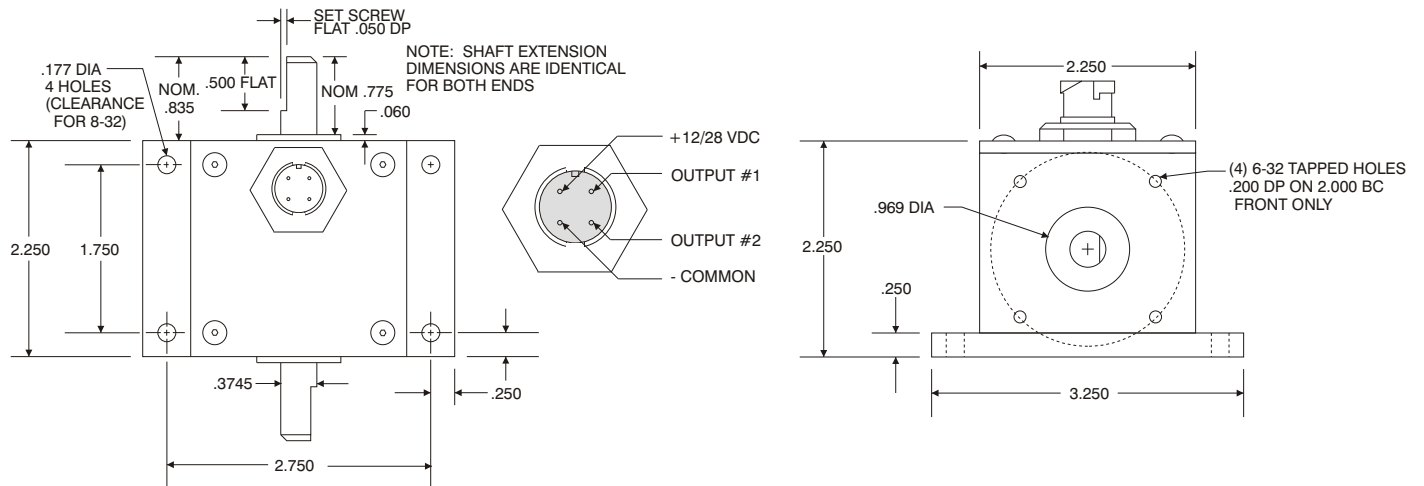 SET SCREW
FLAT .050 DP
NOTE: SHAFT EXTENSION
DIMENSIONS ARE IDENTICAL
FOR BOTH ENDS
.177 DIA
4 HOLES
(CLEARANCE
FOR 8-32)
NOM.
.835
.500 FLAT
NOM .775
.060
2.250
1.750
.3745
.250
2.750
+12/28 VDC
OUTPUT #1
OUTPUT #2
- COMMON
2.250
2.250
.969 DIA
.250
3.250
(4) 6-32 TAPPED HOLES
.200 DP ON 2.000 BC
FRONT ONLY